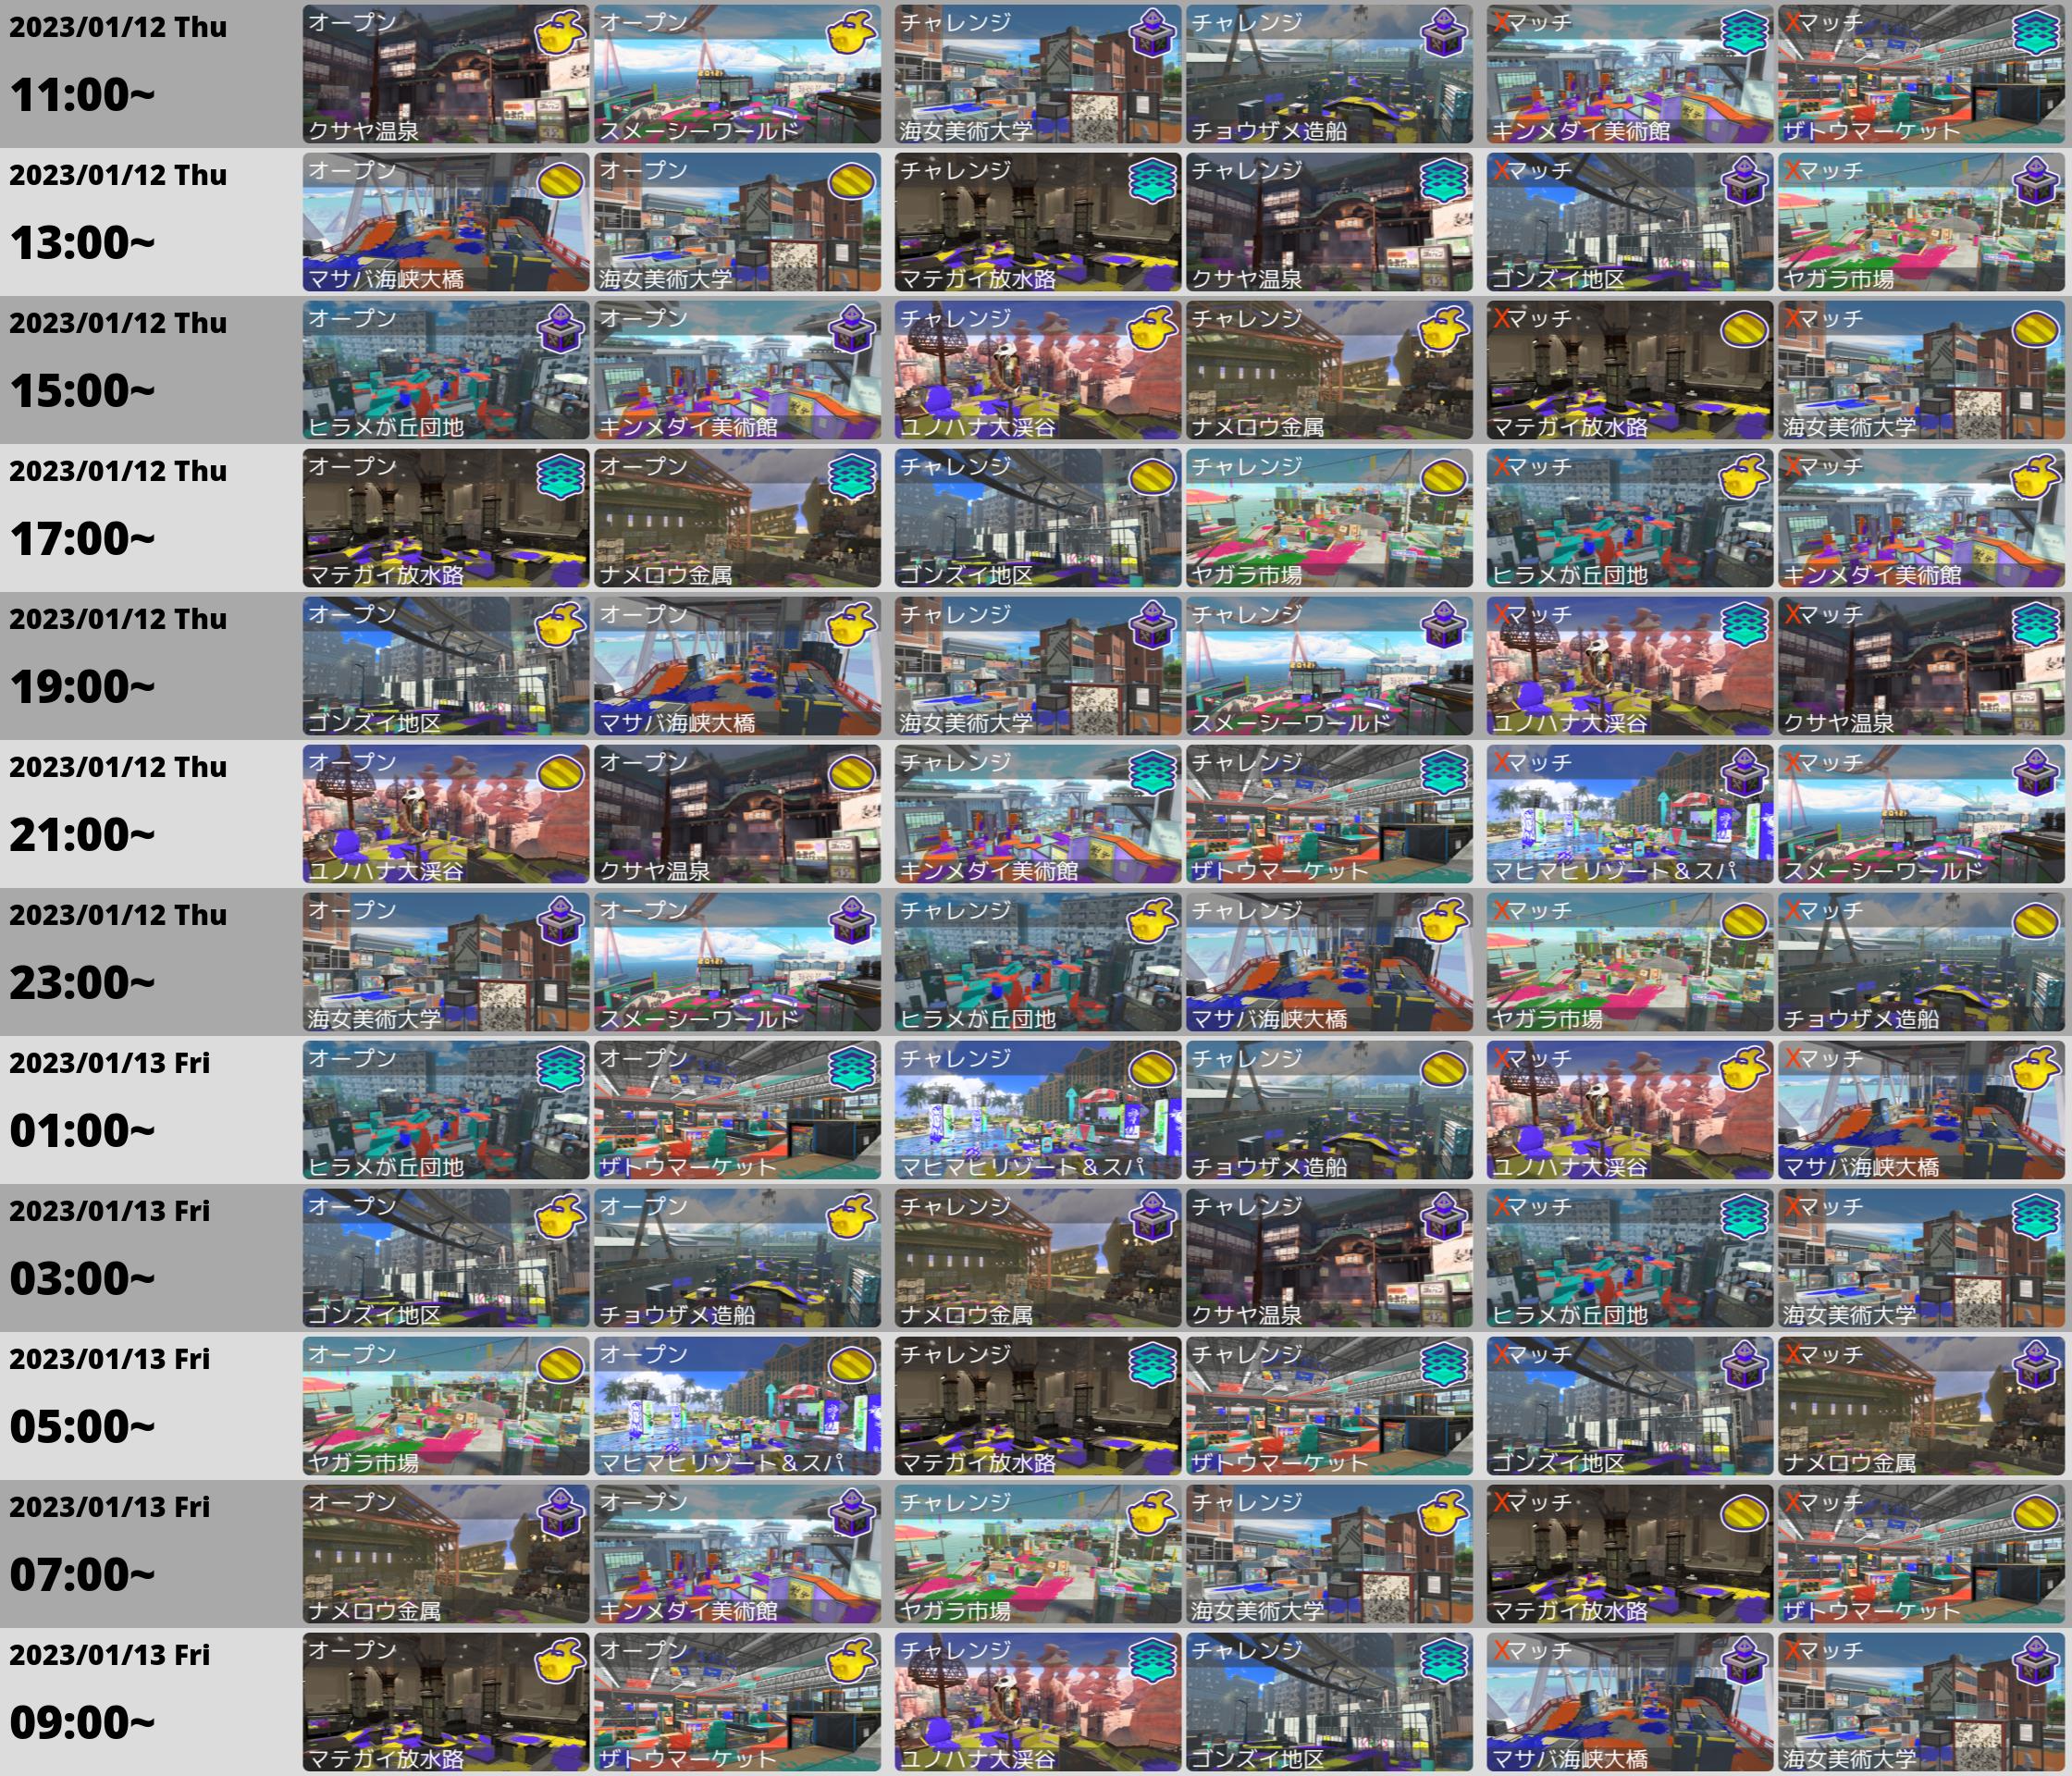 2023/01/12 Thu
11:00~
オープン オープン チャレンジ チャレンジ Xマッチ Xマッチ
クサヤ温泉 スメーシーワールド 海女美術大学 チョウザメ造船 キンメダイ美術館 ザトウマーケット
2023/01/12 Thu
13:00~
オープン オープン チャレンジ チャレンジ Xマッチ Xマッチ
マサバ海峡大橋 海女美術大学 マテガイ放水路 クサヤ温泉 ゴンズイ地区 ヤガラ市場
2023/01/12 Thu
15:00~
オープン オープン チャレンジ チャレンジ Xマッチ Xマッチ
ヒラメが丘団地 キンメダイ美術館 ユノハナ大渓谷 ナメロウ金属 マテガイ放水路 海女美術大学
2023/01/12 Thu
17:00~
オープン オープン チャレンジ チャレンジ Xマッチ Xマッチ
マテガイ放水路 ナメロウ金属 ゴンズイ地区 ヤガラ市場 ヒラメが丘団地 キンメダイ美術館
2023/01/12 Thu
19:00~
オープン オープン チャレンジ チャレンジ Xマッチ Xマッチ
ゴンズイ地区 マサバ海峡大橋 海女美術大学 スメーシーワールド ユノハナ大渓谷 クサヤ温泉
2023/01/12 Thu
21:00~
オープン オープン チャレンジ チャレンジ Xマッチ Xマッチ
ユノハナ大渓谷 クサヤ温泉 キンメダイ美術館 ザトウマーケット マヒマヒリゾート＆スパ スメーシーワールド
2023/01/12 Thu
23:00~
オープン オープン チャレンジ チャレンジ Xマッチ Xマッチ
海女美術大学 スメーシーワールド ヒラメが丘団地 マサバ海峡大橋 ヤガラ市場 チョウザメ造船
2023/01/13 Fri
01:00~
オープン オープン チャレンジ チャレンジ Xマッチ Xマッチ
ヒラメが丘団地 ザトウマーケット マヒマヒリゾート＆スパ チョウザメ造船 ユノハナ大渓谷 マサバ海峡大橋
2023/01/13 Fri
03:00~
オープン オープン チャレンジ チャレンジ Xマッチ Xマッチ
ゴンズイ地区 チョウザメ造船 ナメロウ金属 クサヤ温泉 ヒラメが丘団地 海女美術大学
2023/01/13 Fri
05:00~
オープン オープン チャレンジ チャレンジ Xマッチ Xマッチ
ヤガラ市場 マヒマヒリゾート＆スパ マテガイ放水路 ザトウマーケット ゴンズイ地区 ナメロウ金属
2023/01/13 Fri
07:00~
オープン オープン チャレンジ チャレンジ Xマッチ Xマッチ
ナメロウ金属 キンメダイ美術館 ヤガラ市場 海女美術大学 マテガイ放水路 ザトウマーケット
2023/01/13 Fri
09:00~
オープン オープン チャレンジ チャレンジ Xマッチ Xマッチ
マテガイ放水路 ザトウマーケット ユノハナ大渓谷 ゴンズイ地区 マサバ海峡大橋 海女美術大学